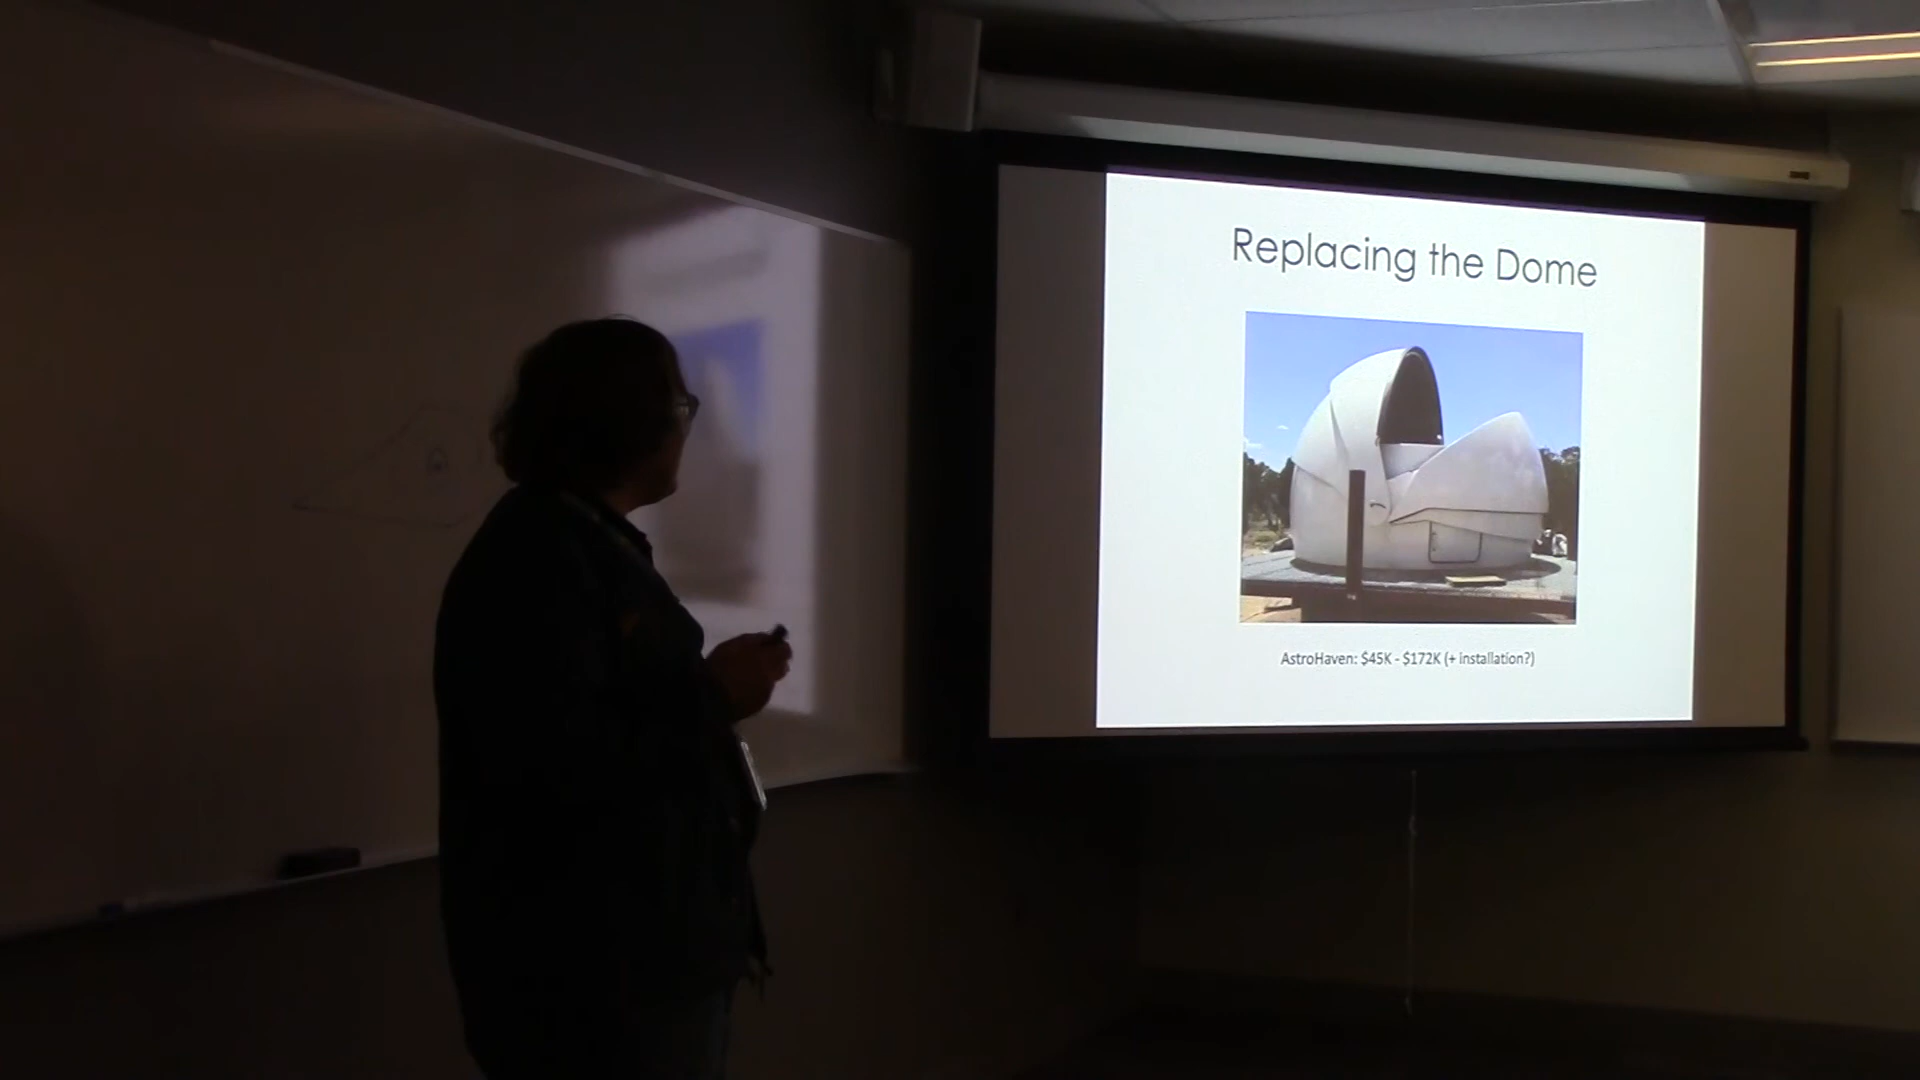 Replacing the Dome
AstroHaven: $45K - $172K (+ installation?)